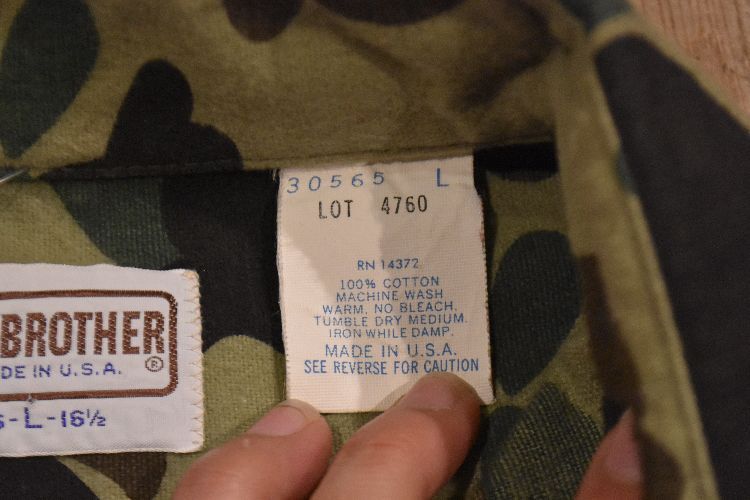 30565 L
LOT 4760
RN 14372
100% COTTON
MACHINE WASH
WARM. NO BLEACH.
TUMBLE DRY MEDIUM.
IRON WHILE DAMP.
MADE IN U.S.A.
SEE REVERSE FOR CAUTION
BROTHER
DE IN U.S.A. ®
-L-16½